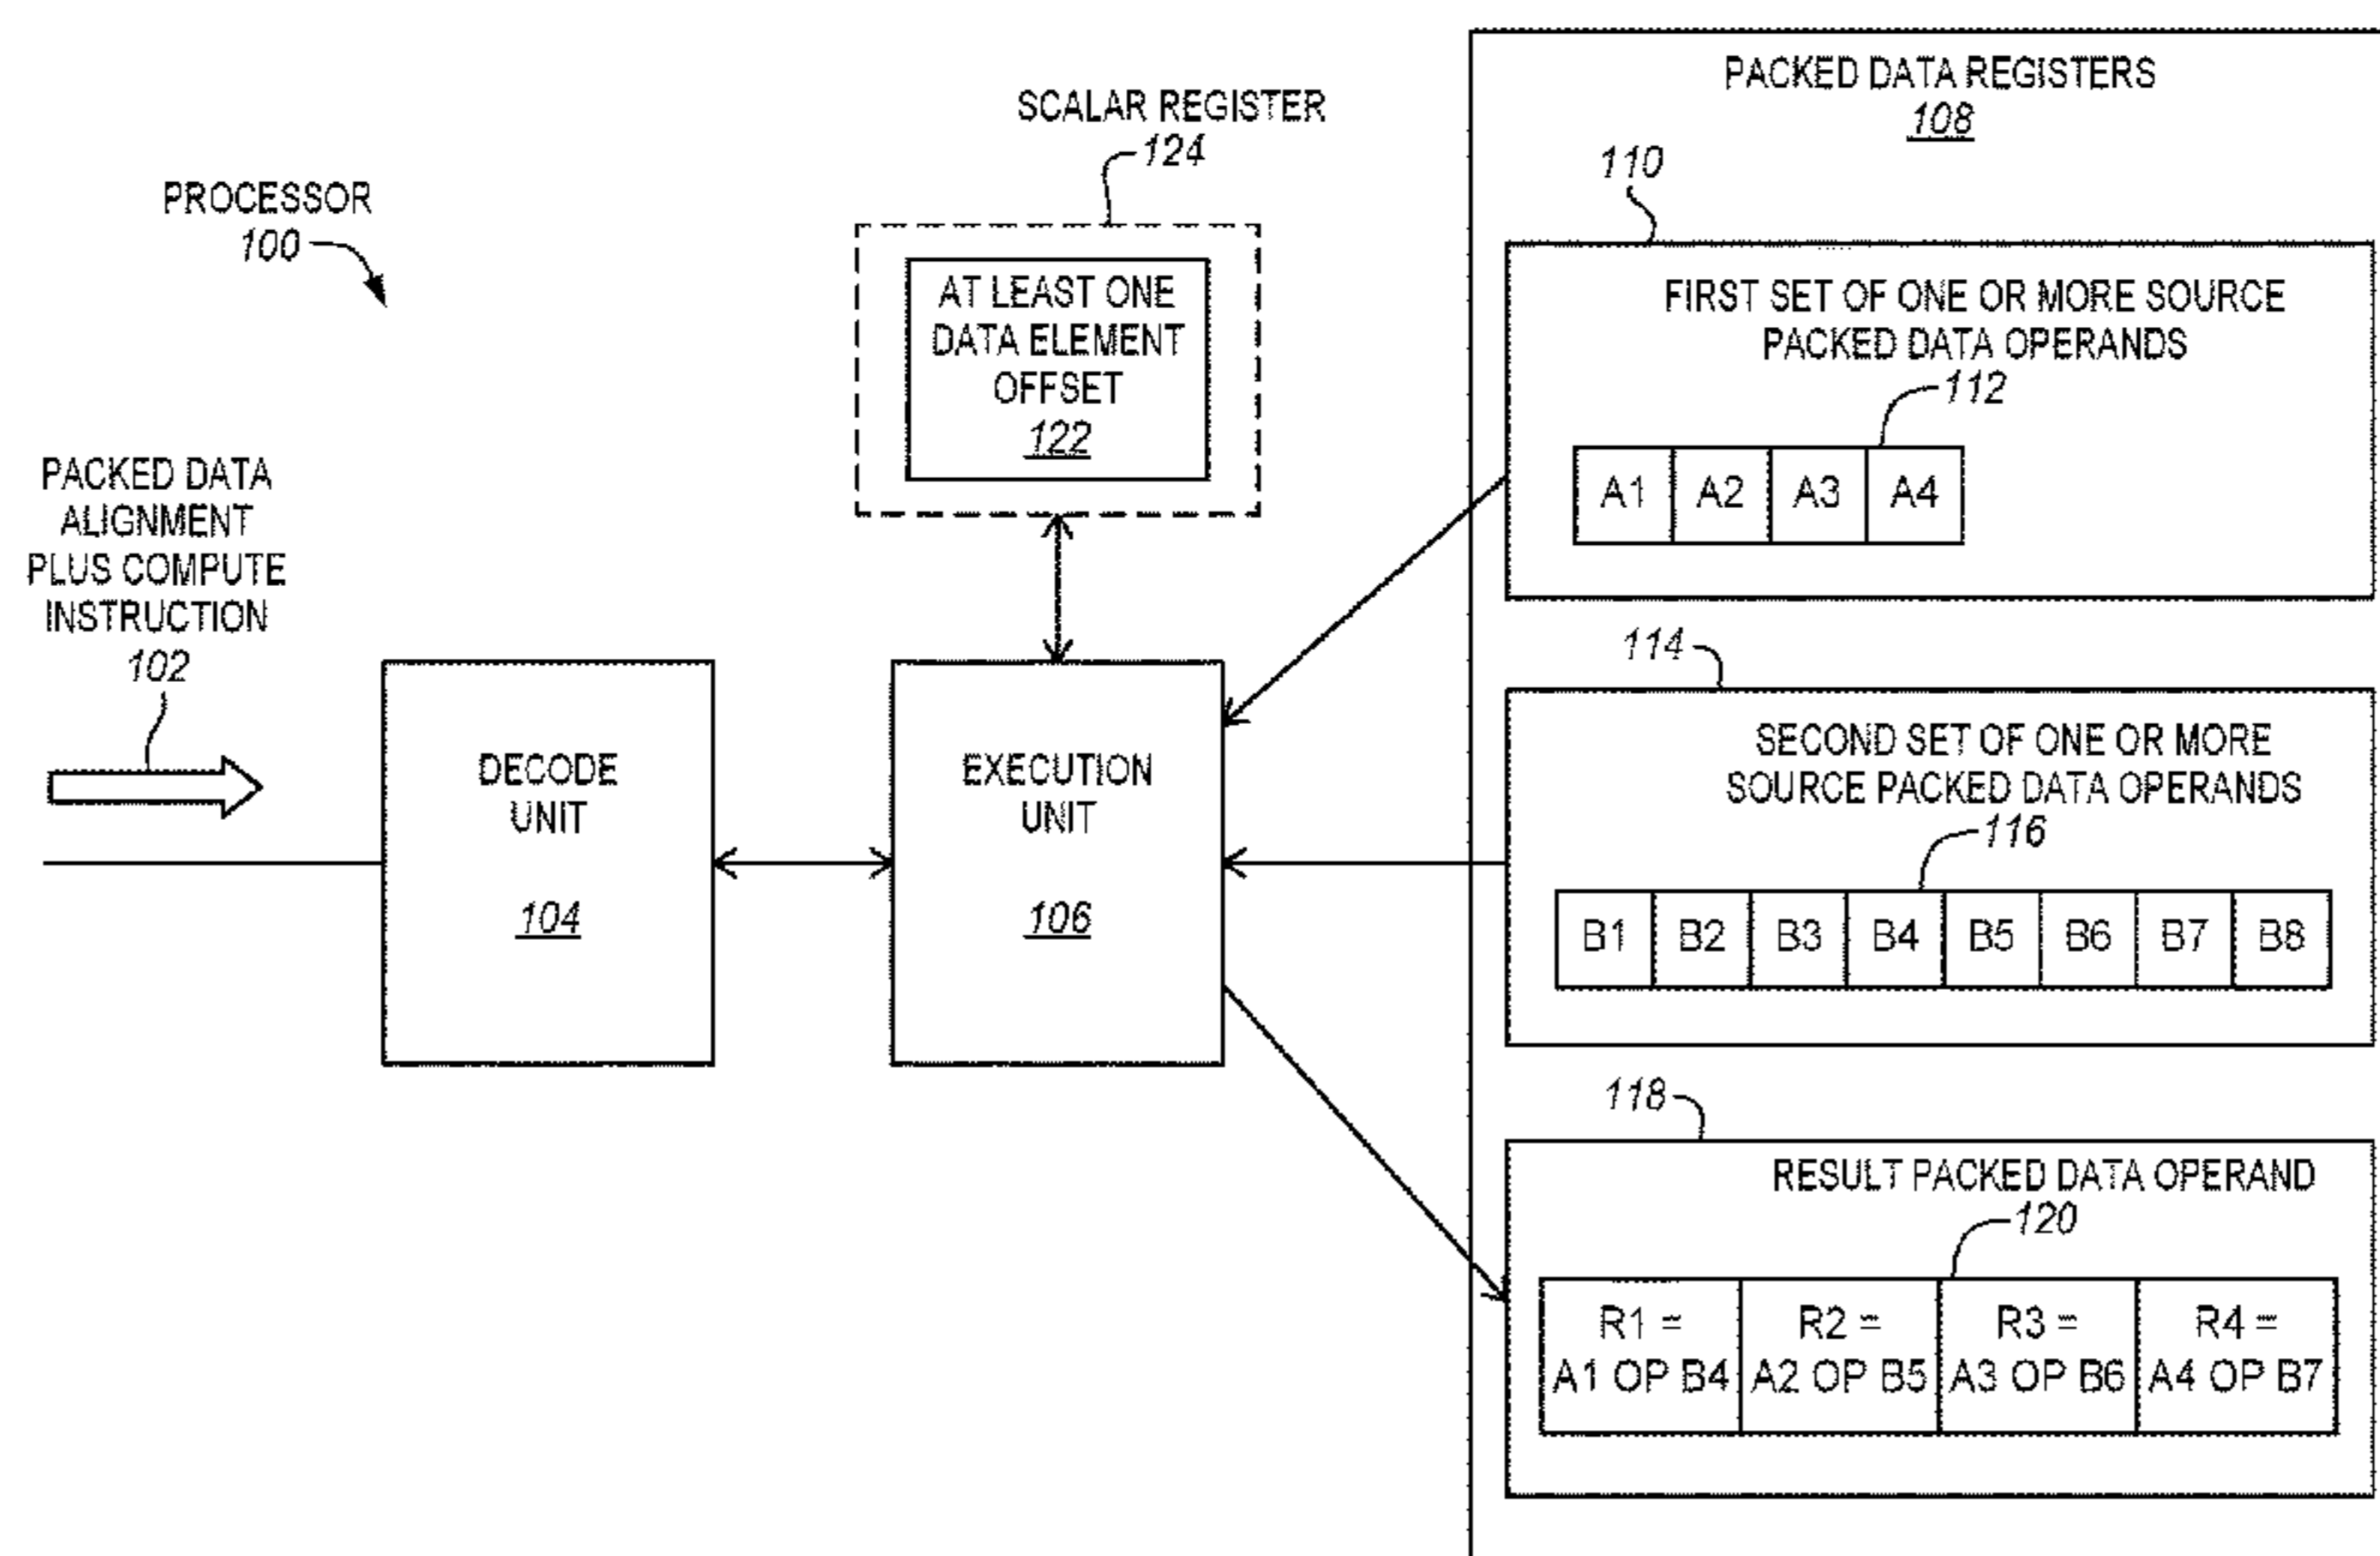 PROCESSOR
100
PACKED DATA
ALIGNMENT
PLUS COMPUTE
INSTRUCTION
102
DECODE
UNIT
104
SCALAR REGISTER
124
AT LEAST ONE
DATA ELEMENT
OFFSET
122
EXECUTION
UNIT
106
PACKED DATA REGISTERS
108
110
FIRST SET OF ONE OR MORE SOURCE
PACKED DATA OPERANDS
112
A1 A2 A3 A4
114
SECOND SET OF ONE OR MORE
SOURCE PACKED DATA OPERANDS
116
B1 B2 B3 B4 B5 B6 B7 B8
118
RESULT PACKED DATA OPERAND
120
R1 = R2 = R3 = R4 =
A1 OP B4 A2 OP B5 A3 OP B6 A4 OP B7